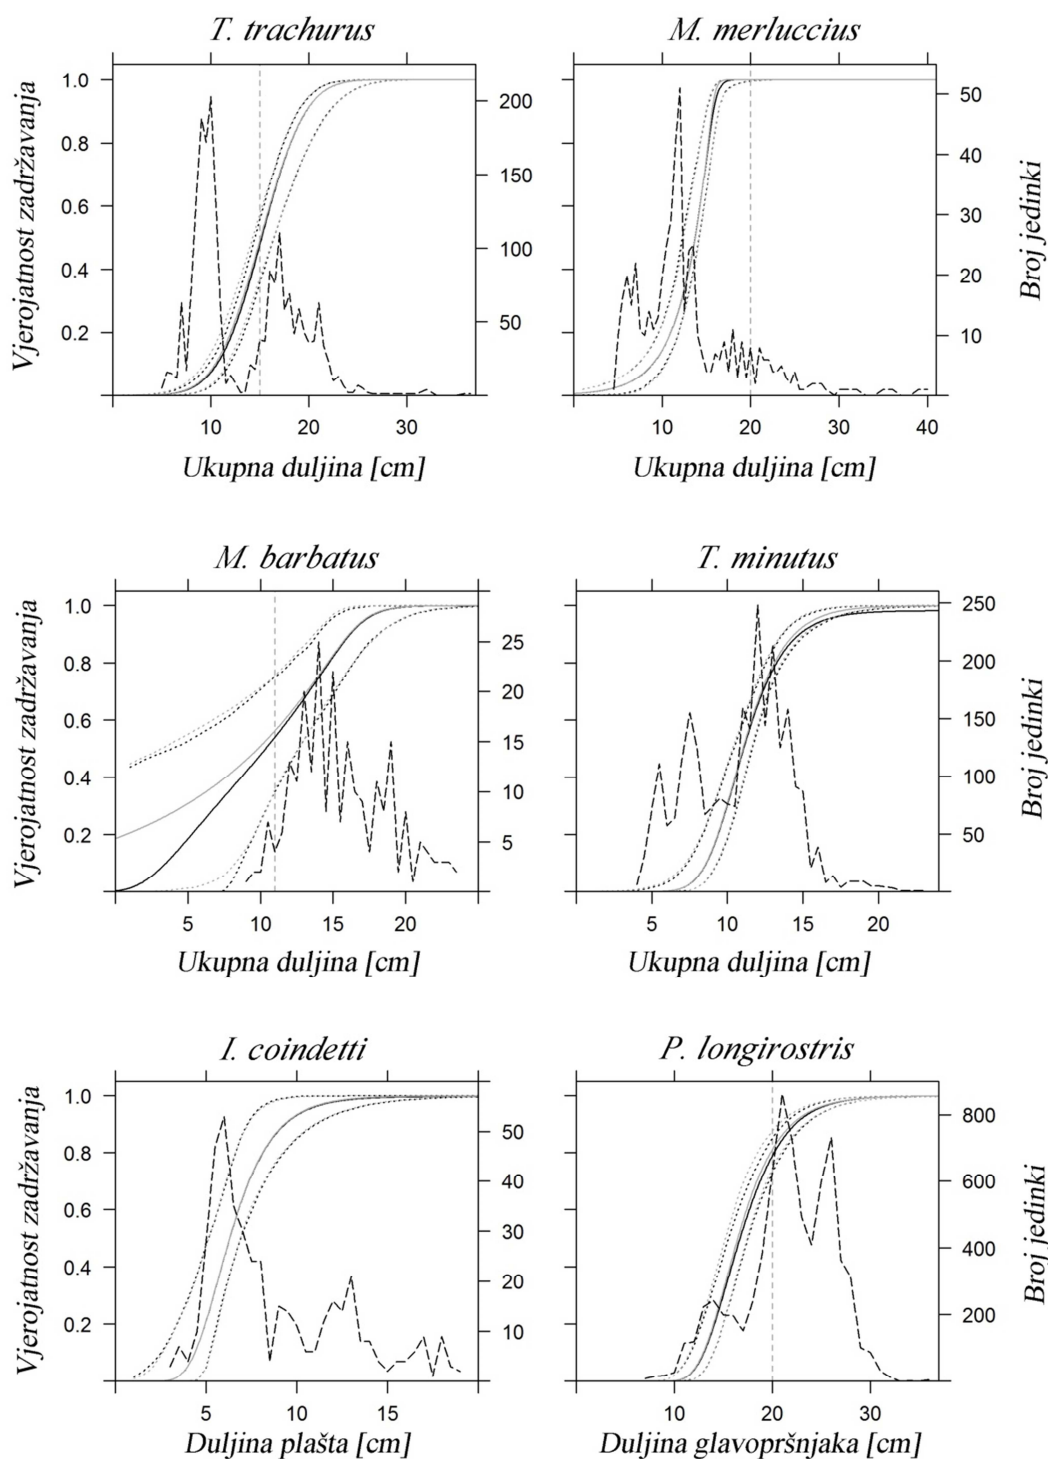 T. trachurus
M. merluccius
Vjerojatnost zadržavanja
1.0
0.8
0.6
0.4
0.2
200
150
100
50
10 20 30
Ukupna duljina [cm]
50
40
30
20
10
Broj jedinki
10 20 30 40
Ukupna duljina [cm]
M. barbatus
T. minutus
Vjerojatnost zadržavanja
1.0
0.8
0.6
0.4
0.2
25
20
15
10
5
5 10 15 20
Ukupna duljina [cm]
250
200
150
100
50
Broj jedinki
5 10 15 20
Ukupna duljina [cm]
I. coindetti
P. longirostris
Vjerojatnost zadržavanja
1.0
0.8
0.6
0.4
0.2
50
40
30
20
10
5 10 15
Duljina plašta [cm]
800
600
400
200
Broj jedinki
10 20 30
Duljina glavopršnjaka [cm]